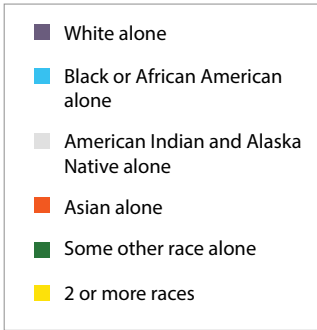 White alone
Black or African American
alone
American Indian and Alaska
Native alone
Asian alone
Some other race alone
2 or more races